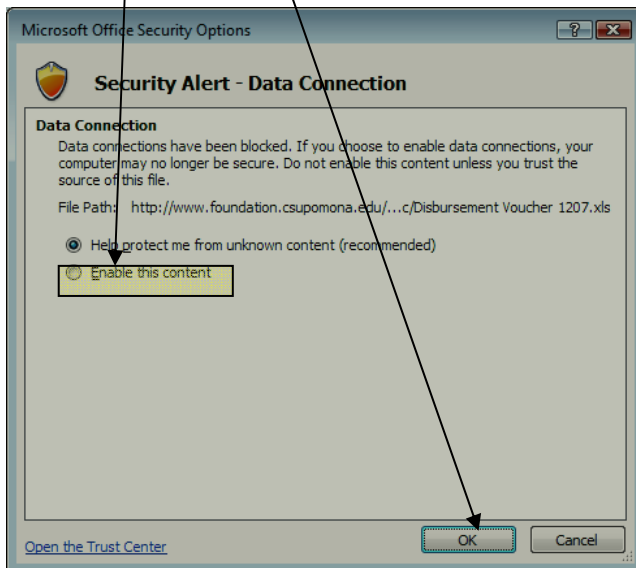 Microsoft Office Security Options
Security Alert - Data Connection
Data Connection
Data connections have been blocked. If you choose to enable data connections, your
computer may no longer be secure. Do not enable this content unless you trust the
source of this file.
File Path: http://www.foundation.csupomona.edu/...c/Disbursement Voucher 1207.xls
Help protect me from unknown content (recommended)
Enable this content
Open the Trust Center
OK
Cancel